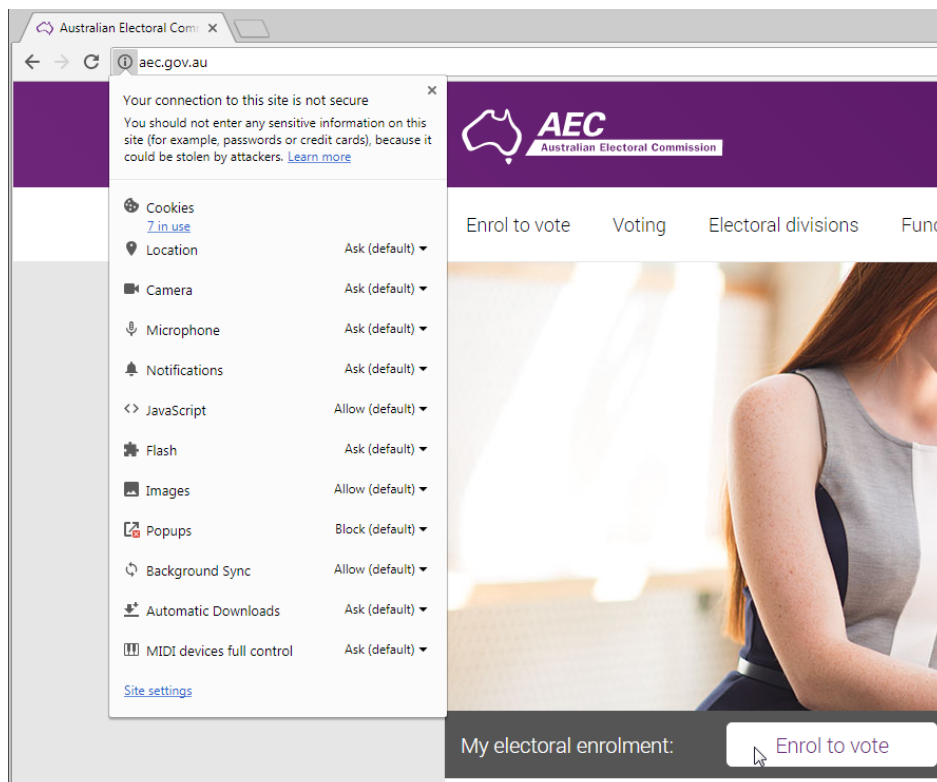 Australian Electoral Com
aec.gov.au
Your connection to this site is not secure
You should not enter any sensitive information on this
site (for example, passwords or credit cards), because it
could be stolen by attackers. Learn more
Cookies
7 in use
Location Ask (default)
Camera Ask (default)
Microphone Ask (default)
Notifications Ask (default)
JavaScript Allow (default)
Flash Ask (default)
Images Allow (default)
Popups Block (default)
Background Sync Allow (default)
Automatic Downloads Ask (default)
MIDI devices full control Ask (default)
Site settings
AEC
Australian Electoral Commission
Enrol to vote Voting Electoral divisions Fun
My electoral enrolment: Enrol to vote